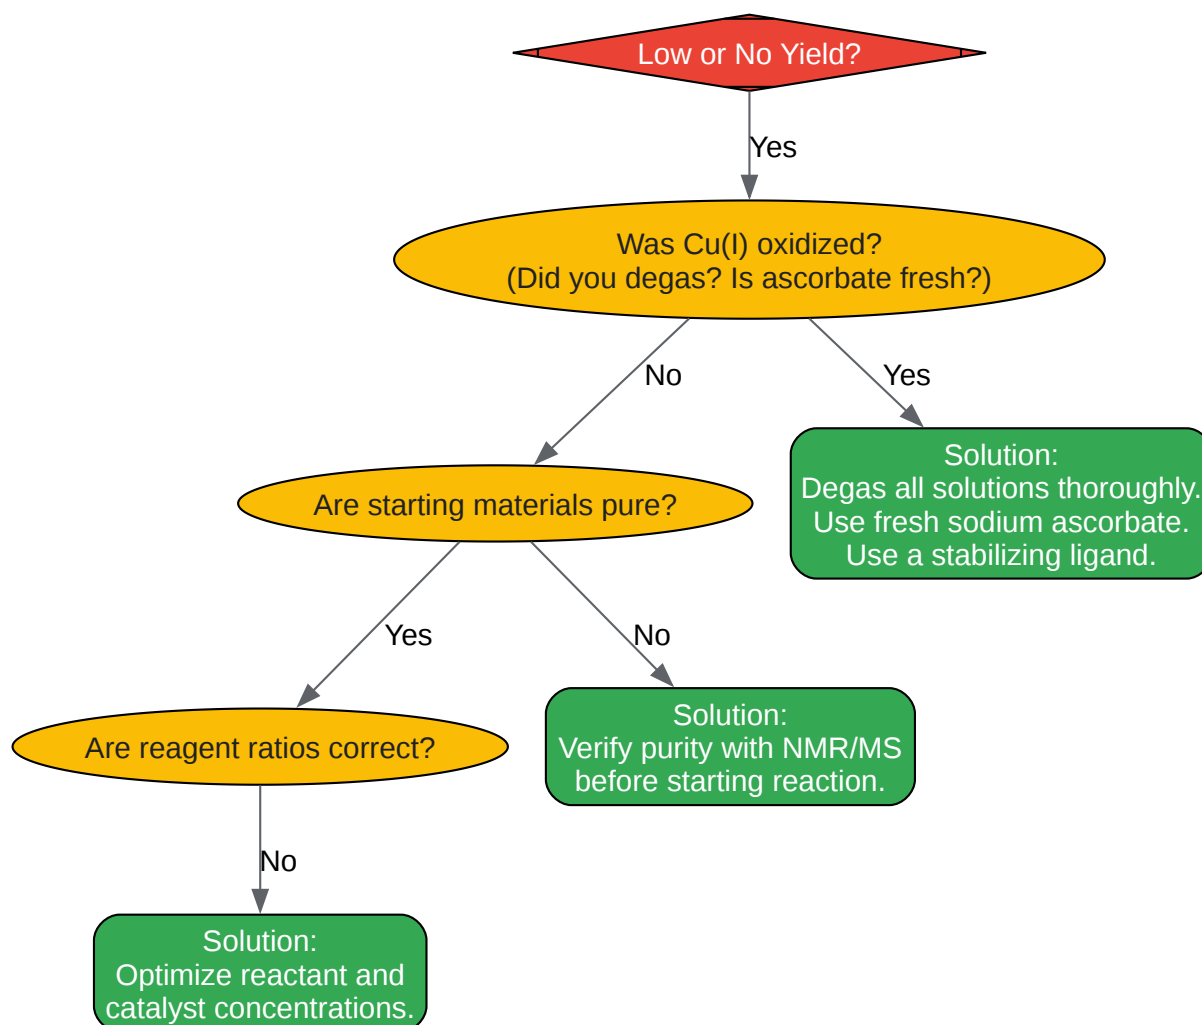 Low or No Yield?
Yes
Was Cu(I) oxidized?
(Did you degas? Is ascorbate fresh?)
No
Yes
Solution:
Degas all solutions thoroughly.
Use fresh sodium ascorbate.
Use a stabilizing ligand.
Are starting materials pure?
Yes
No
Solution:
Verify purity with NMR/MS
before starting reaction.
Are reagent ratios correct?
No
Solution:
Optimize reactant and
catalyst concentrations.